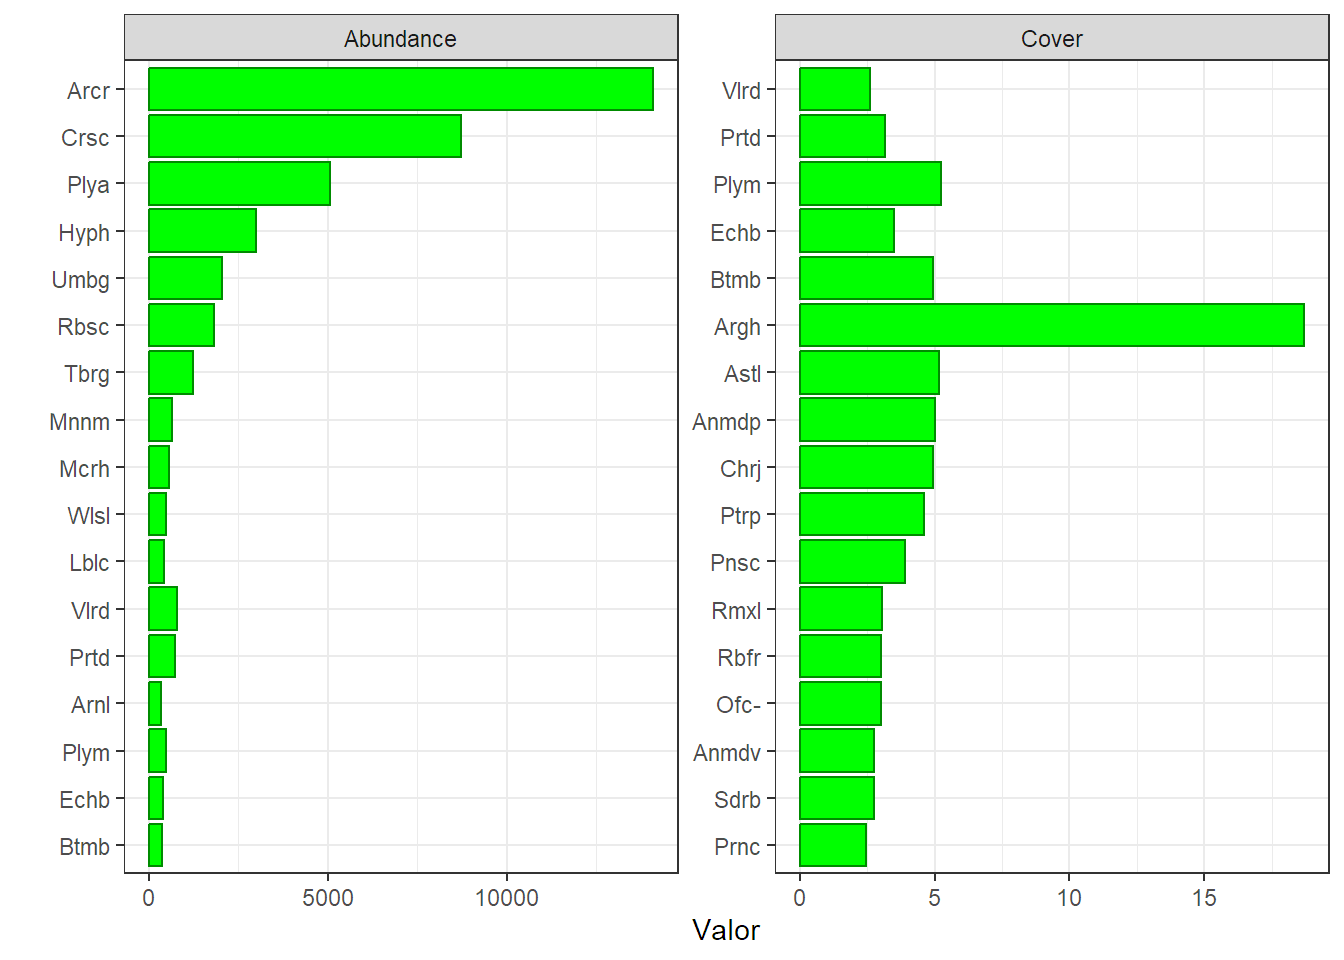 Abundance
Arcr
Crsc
Plya
Hyph
Umbg
Rbsc
Tbrg
Mnnm
Mcrh
Wlsl
Lblc
Vlrd
Prtd
Arnl
Plym
Echb
Btmb
0 5000 10000
Cover
Vlrd
Prtd
Plym
Echb
Btmb
Argh
Astl
Anmdp
Chrj
Ptrp
Pnsc
Rmxl
Rbfr
Ofc-
Anmdv
Sdrb
Prnc
0 5 10 15
Valor